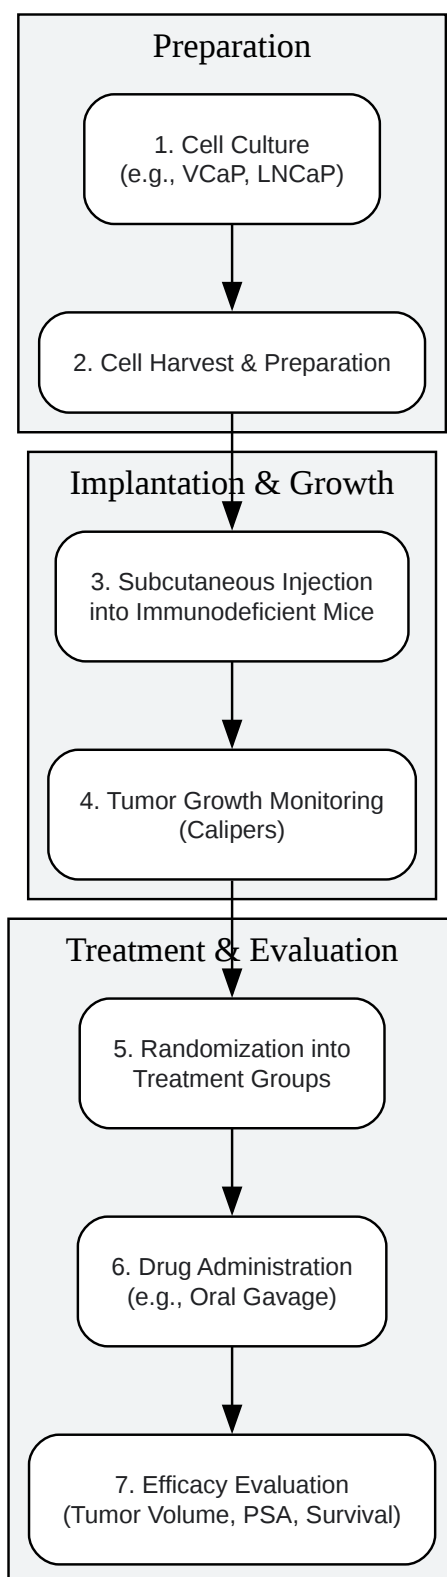 Preparation
1. Cell Culture
(e.g., VCaP, LNCaP)
2. Cell Harvest & Preparation
Implantation & Growth
3. Subcutaneous Injection
into Immunodeficient Mice
4. Tumor Growth Monitoring
(Calipers)
Treatment & Evaluation
5. Randomization into
Treatment Groups
6. Drug Administration
(e.g., Oral Gavage)
7. Efficacy Evaluation
(Tumor Volume, PSA, Survival)